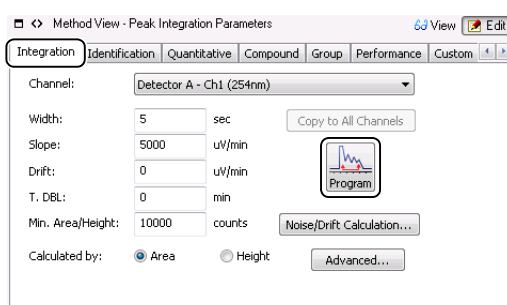 Method View - Peak Integration Parameters View Edit
Integration Identification Quantitative Compound Group Performance Custom
Channel: Detector A - Ch1 (254nm)
Width: 5 sec Copy to All Channels
Slope: 5000 uV/min
Drift: 0 uV/min
Program
T. DBL: 0 min
Min. Area/Height: 10000 counts Noise/Drift Calculation...
Calculated by: Area Height Advanced...